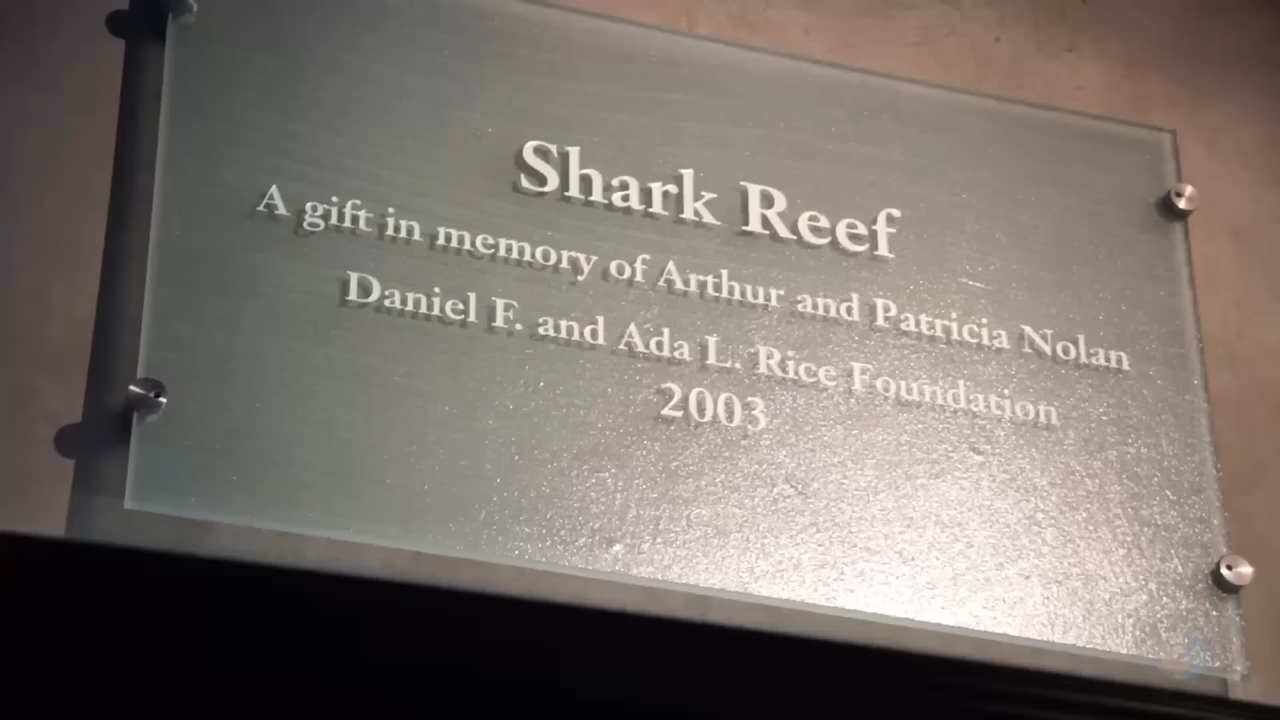 Shark Reef
A gift in memory of Arthur and Patricia Nolan
Daniel F. and Ada L. Rice Foundation
2003